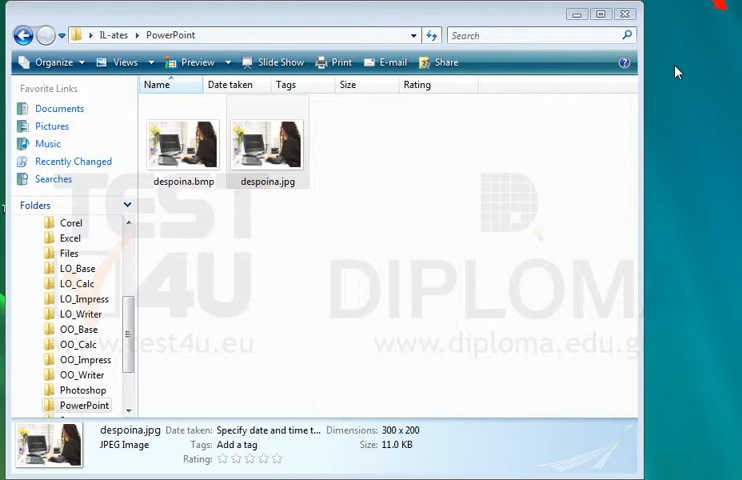 IL-ates PowerPoint Search
Organize Views Preview Slide Show Print E-mail Share
Favorite Links
Documents
Pictures
Music
Recently Changed
Searches
Folders
Corel
Excel
Files
LO_Base
LO_Calc
LO_Impress
LO_Writer
OO_Base
OO_Calc
OO_Impress
OO_Writer
Photoshop
PowerPoint
Name Date taken Tags Size Rating
despoina.bmp despoina.jpg
TEST
4U DIPLOMA
www.test4u.eu www.diploma.edu.g
despoina.jpg Date taken: Specify date and time t... Dimensions: 300 x 200
JPEG Image Tags: Add a tag Size: 11.0 KB
Rating: